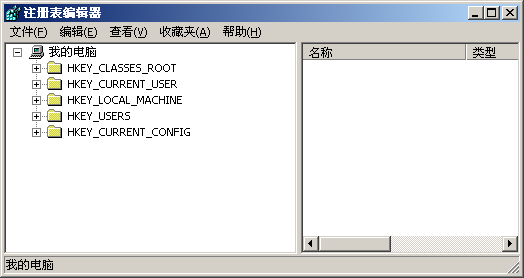 注册表编辑器
文件(F) 编辑(E) 查看(V) 收藏夹(A) 帮助(H)
我的电脑
HKEY_CLASSES_ROOT
HKEY_CURRENT_USER
HKEY_LOCAL_MACHINE
HKEY_USERS
HKEY_CURRENT_CONFIG
名称 类型
我的电脑